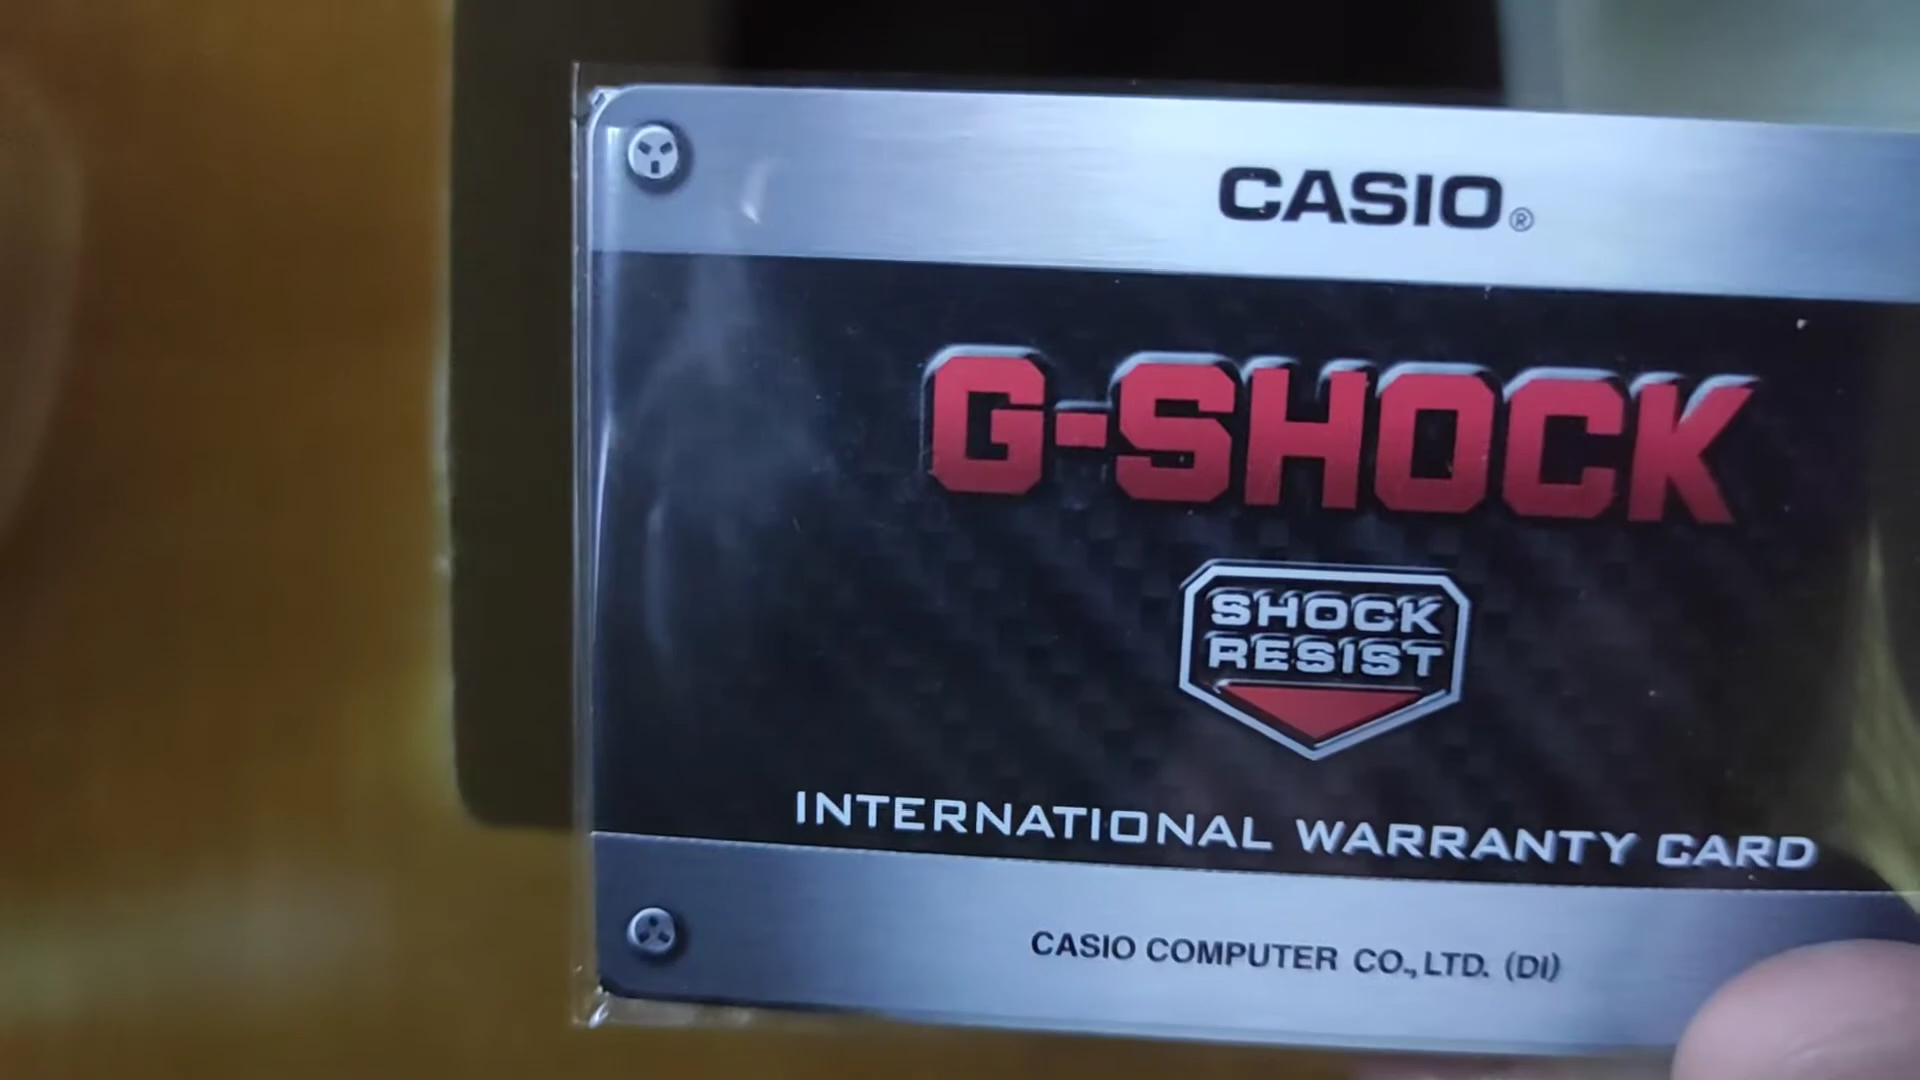 CASIO®
G-SHOCK
SHOCK
RESIST
INTERNATIONAL WARRANTY CARD
CASIO COMPUTER CO., LTD. (DI)